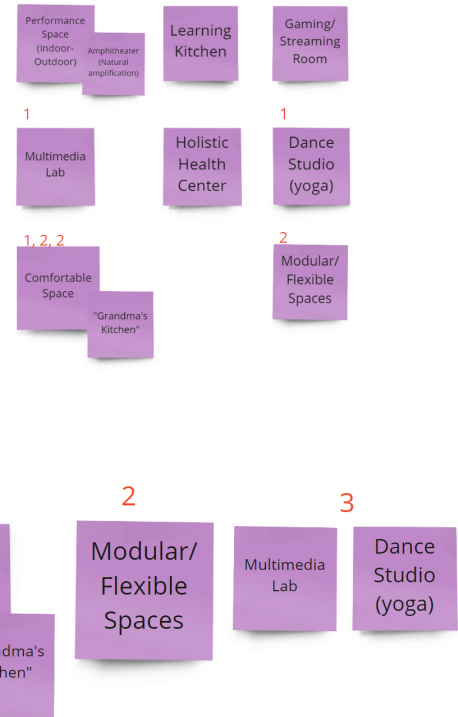 Performance
Space
(Indoor-
Outdoor)
Amphitheater
(Natural
amplification)
Learning
Kitchen
Gaming/
Streaming
Room
1
Multimedia
Lab
Holistic
Health
Center
1
Dance
Studio
(yoga)
1, 2, 2
Comfortable
Space
"Grandma's
Kitchen"
2
Modular/
Flexible
Spaces
2
Modular/
Flexible
Spaces
3
Multimedia
Lab
Dance
Studio
(yoga)
dma's
hen"